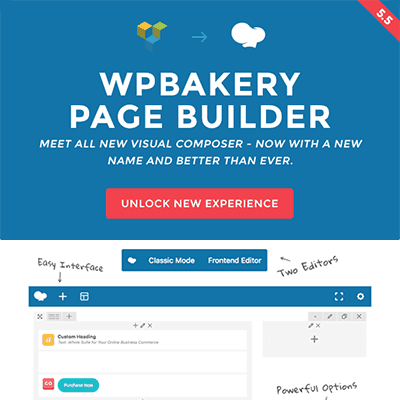 5.5
WPBAKERY
PAGE BUILDER
MEET ALL NEW VISUAL COMPOSER - NOW WITH A NEW
NAME AND BETTER THAN EVER.
UNLOCK NEW EXPERIENCE
Easy Interface
Classic Mode Frontend Editor
Two Editors
Custom Heading
Text: Whole Suite for Your Online Business Commerce
GO
Purchase now
Powerful Options